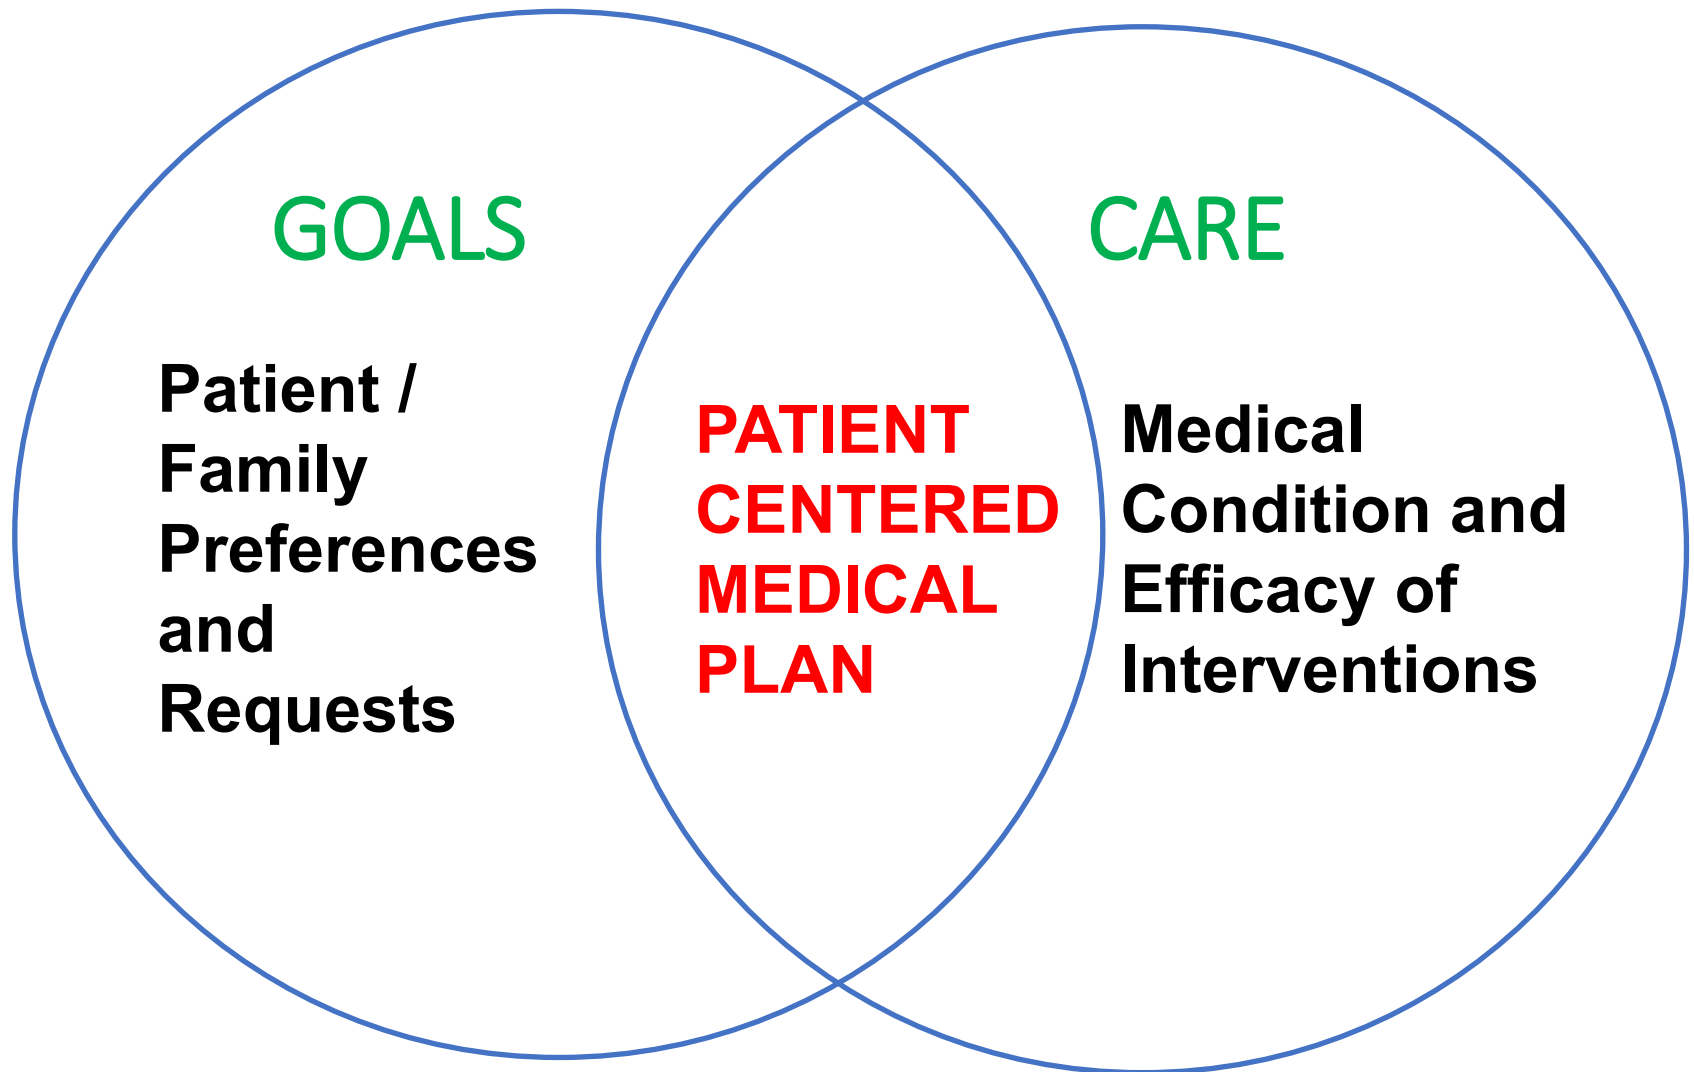 GOALS
Patient /
Family
Preferences
and
Requests
PATIENT
CENTERED
MEDICAL
PLAN
CARE
Medical
Condition and
Efficacy of
Interventions